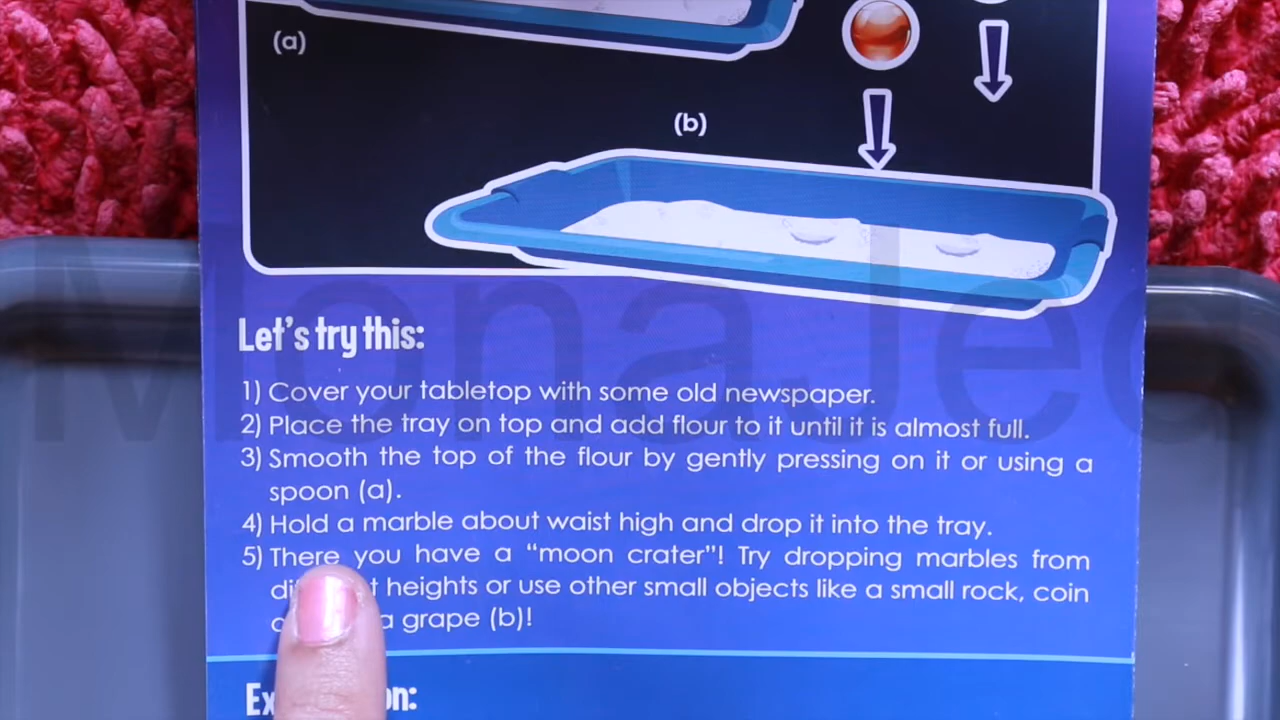 (a)
(b)
Let's try this:
1) Cover your tabletop with some old newspaper.
2) Place the tray on top and add flour to it until it is almost full.
3) Smooth the top of the flour by gently pressing on it or using a
spoon (a).
4) Hold a marble about waist high and drop it into the tray.
5) There you have a “moon crater”! Try dropping marbles from
heights or use other small objects like a small rock, coin
a grape (b)!